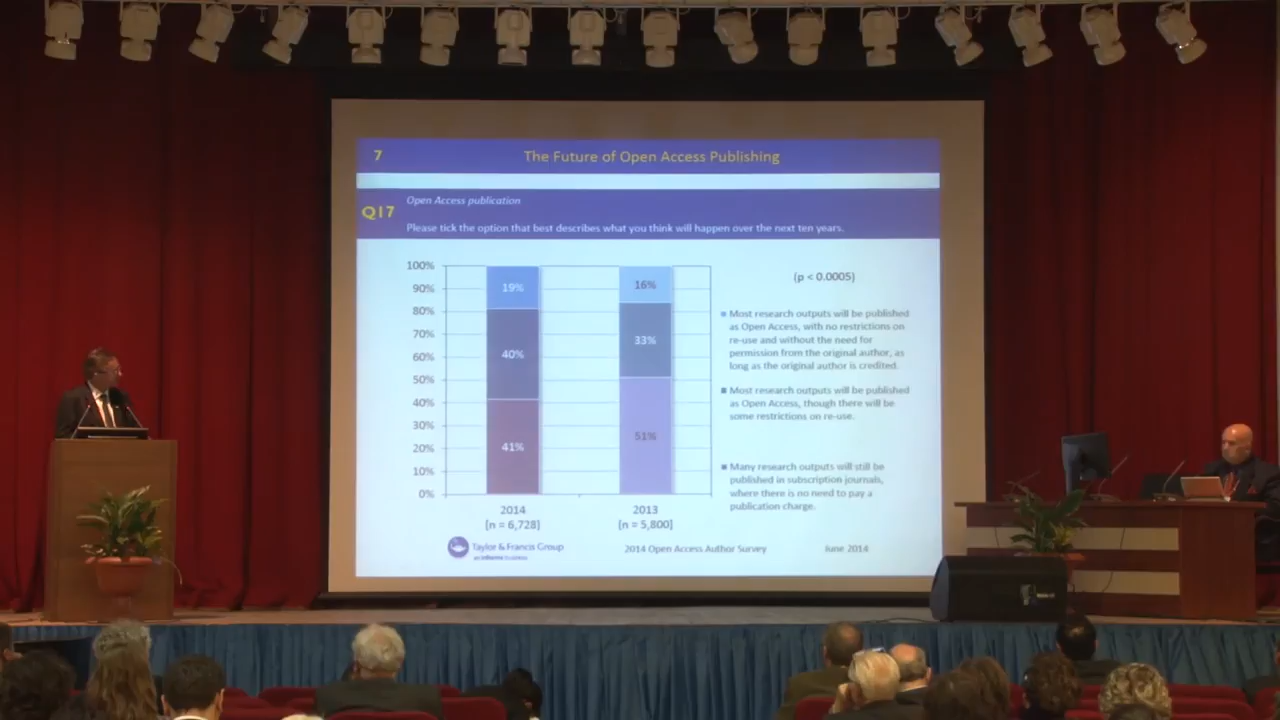 7 The Future of Open Access Publishing
Q17
Open Access publication
Please tick the option that best describes what you think will happen over the next ten years.
100%
90%
80%
70%
60%
50%
40%
30%
20%
10%
0%
19%
40%
41%
16%
33%
51%
2014
[n = 6,728]
2013
[n = 5,800]
(p < 0.0005)
Most research outputs will be published
as Open Access, with no restrictions on
re-use and without the need for
permission from the original author, as
long as the original author is credited.
Most research outputs will be published
as Open Access, though there will be
some restrictions on re-use.
Many research outputs will still be
published in subscription journals,
where there is no need to pay a
publication charge.
Taylor & Francis Group
an informa business
2014 Open Access Author Survey
June 2014